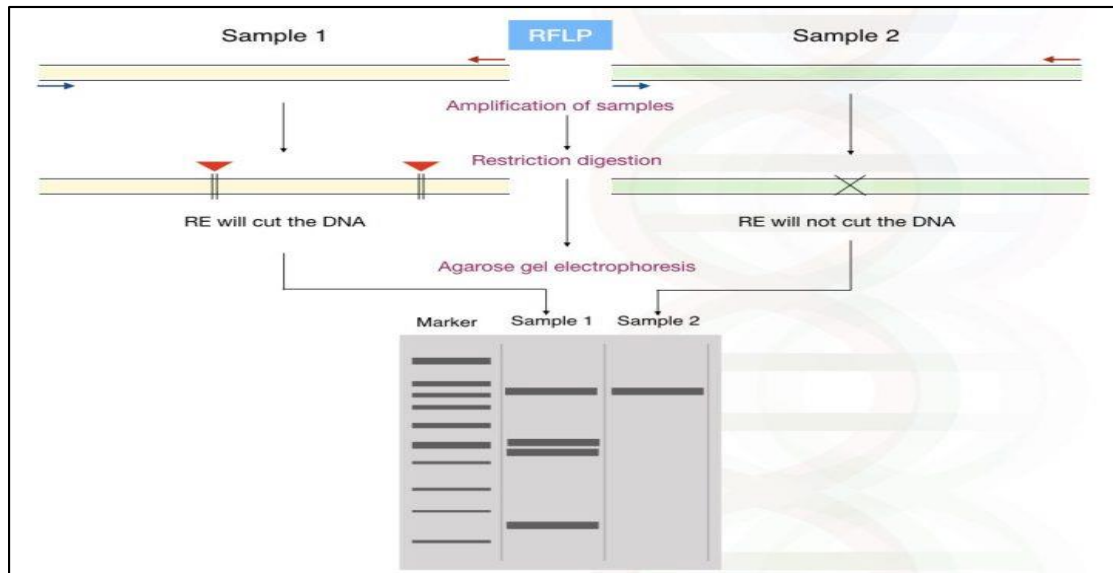 Sample 1
RFLP
Sample 2
Amplification of samples
Restriction digestion
RE will cut the DNA
RE will not cut the DNA
Agarose gel electrophoresis
Marker
Sample 1
Sample 2